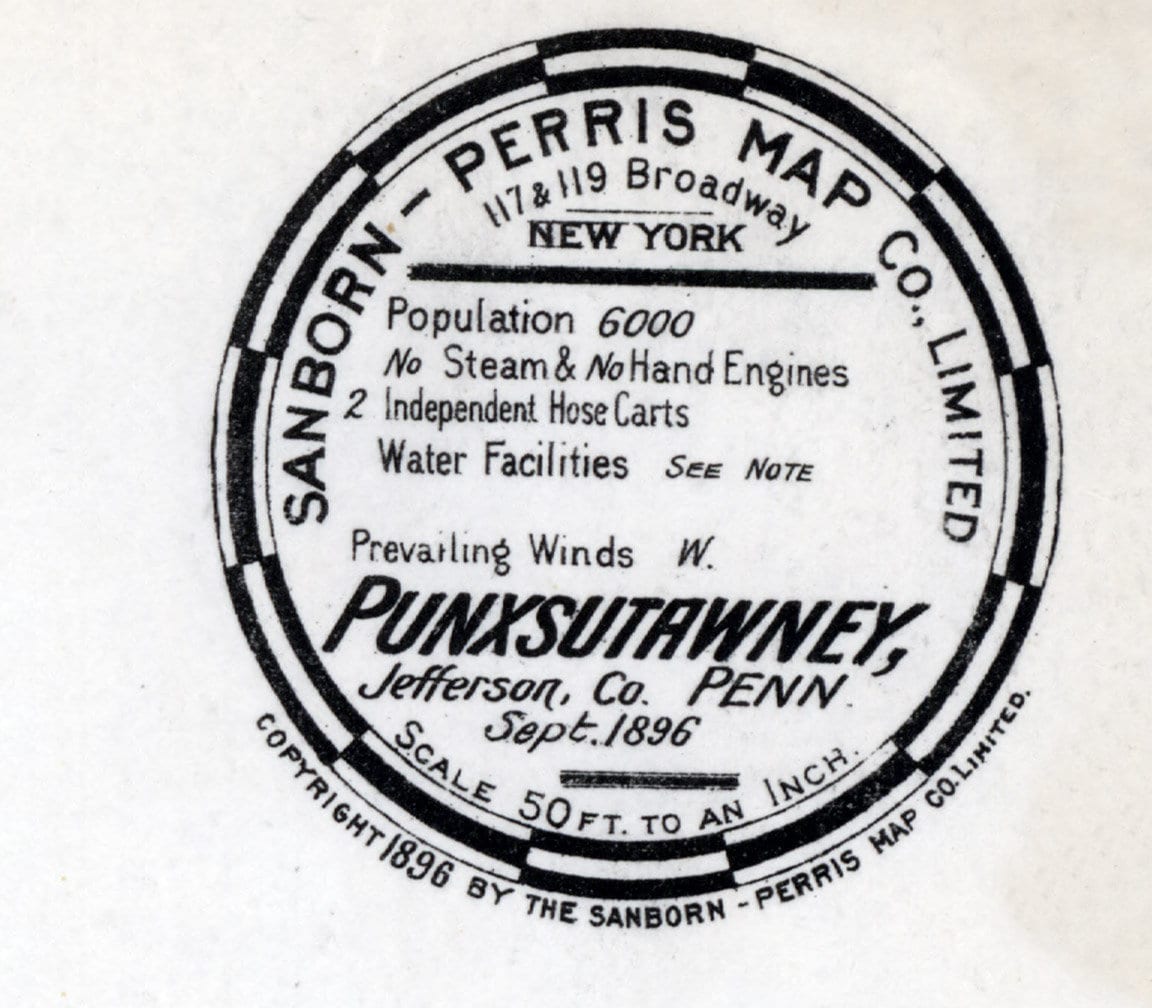 SANBORN - PERRIS MAP CO., LIMITED
117 & 119 Broadway
NEW YORK
Population 6000
No Steam & No Hand Engines
2 Independent Hose Carts
Water Facilities SEE NOTE
Prevailing Winds W.
PUNXSUTAWNEY,
Jefferson, Co. PENN.
Sept. 1896
SCALE 50 FT. TO AN INCH.
COPYRIGHT 1896 BY THE SANBORN - PERRIS MAP CO. LIMITED.